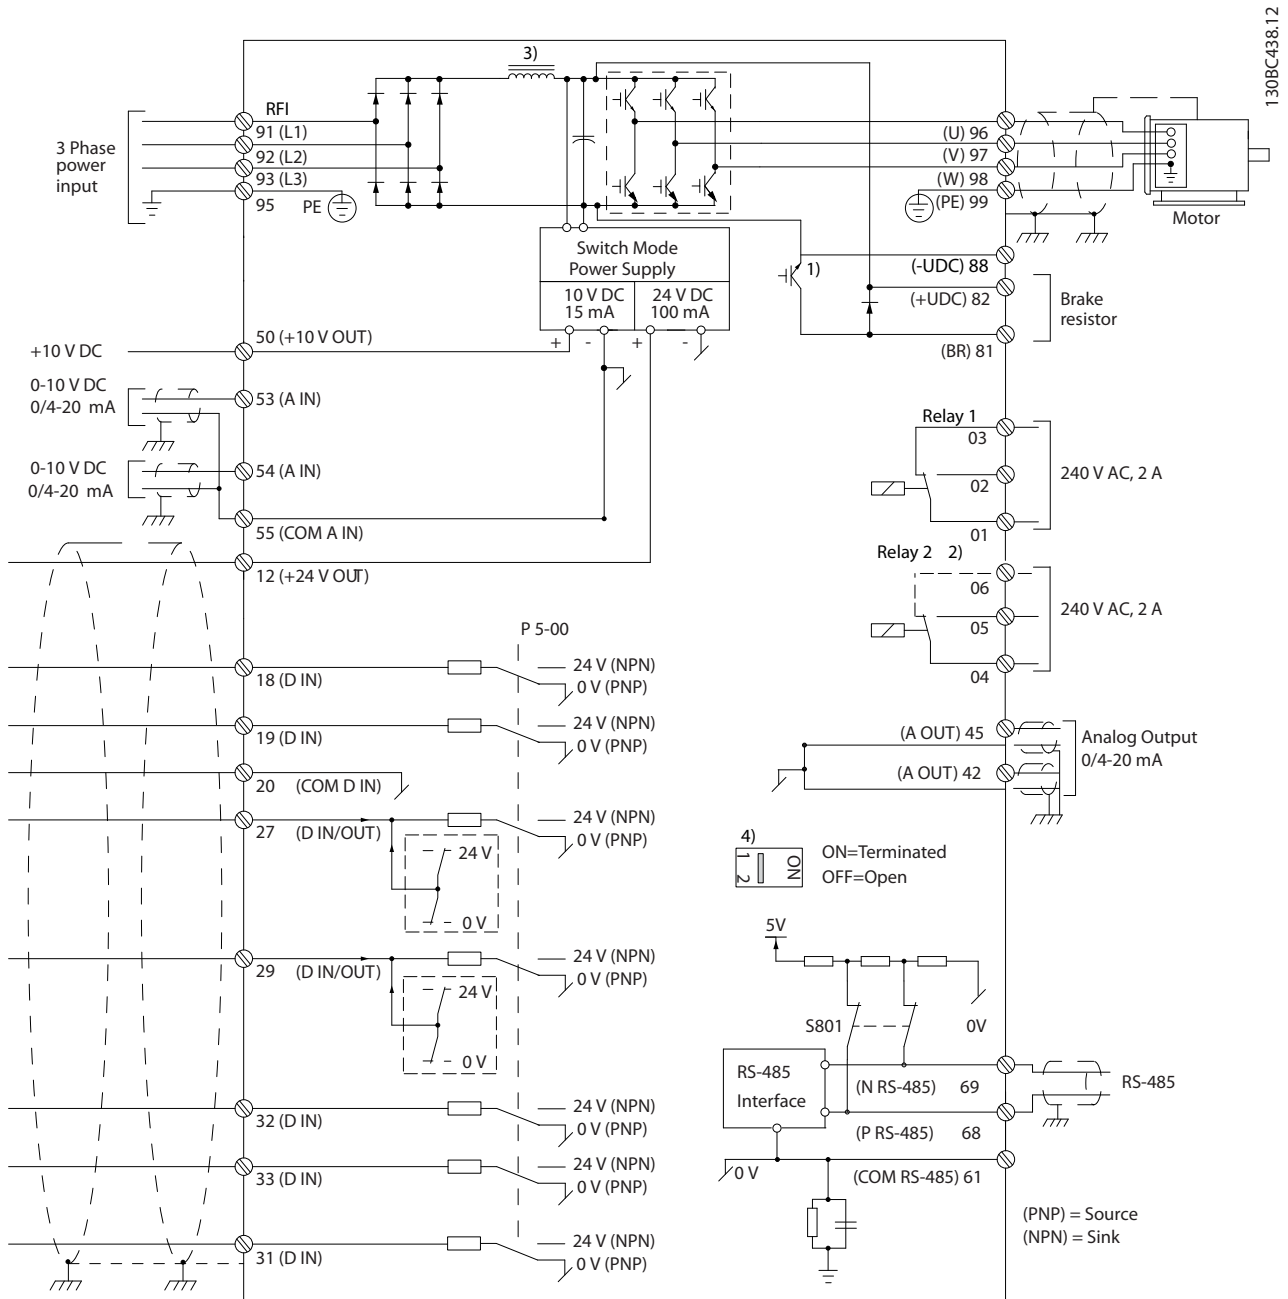 130BC438.12
3)
3 Phase
power
input
RFI
91 (L1)
92 (L2)
93 (L3)
95
PE
(U) 96
(V) 97
(W) 98
(PE) 99
Motor
Switch Mode
Power Supply
10 V DC
15 mA
24 V DC
100 mA
+ - + -
1)
(-UDC) 88
(+UDC) 82
(BR) 81
Brake
resistor
+10 V DC
50 (+10 V OUT)
0-10 V DC
0/4-20 mA
53 (A IN)
0-10 V DC
0/4-20 mA
54 (A IN)
55 (COM A IN)
12 (+24 V OUT)
Relay 1
03
02
01
240 V AC, 2 A
Relay 2 2)
06
05
04
240 V AC, 2 A
P 5-00
18 (D IN)
24 V (NPN)
0 V (PNP)
19 (D IN)
24 V (NPN)
0 V (PNP)
20 (COM D IN)
27 (D IN/OUT)
24 V (NPN)
0 V (PNP)
24 V
0 V
29 (D IN/OUT)
24 V (NPN)
0 V (PNP)
24 V
0 V
32 (D IN)
24 V (NPN)
0 V (PNP)
33 (D IN)
24 V (NPN)
0 V (PNP)
31 (D IN)
24 V (NPN)
0 V (PNP)
(A OUT) 45
(A OUT) 42
Analog Output
0/4-20 mA
4)
1 2
ON
ON=Terminated
OFF=Open
5V
S801
0V
RS-485
Interface
(N RS-485) 69
(P RS-485) 68
RS-485
0 V
(COM RS-485) 61
(PNP) = Source
(NPN) = Sink